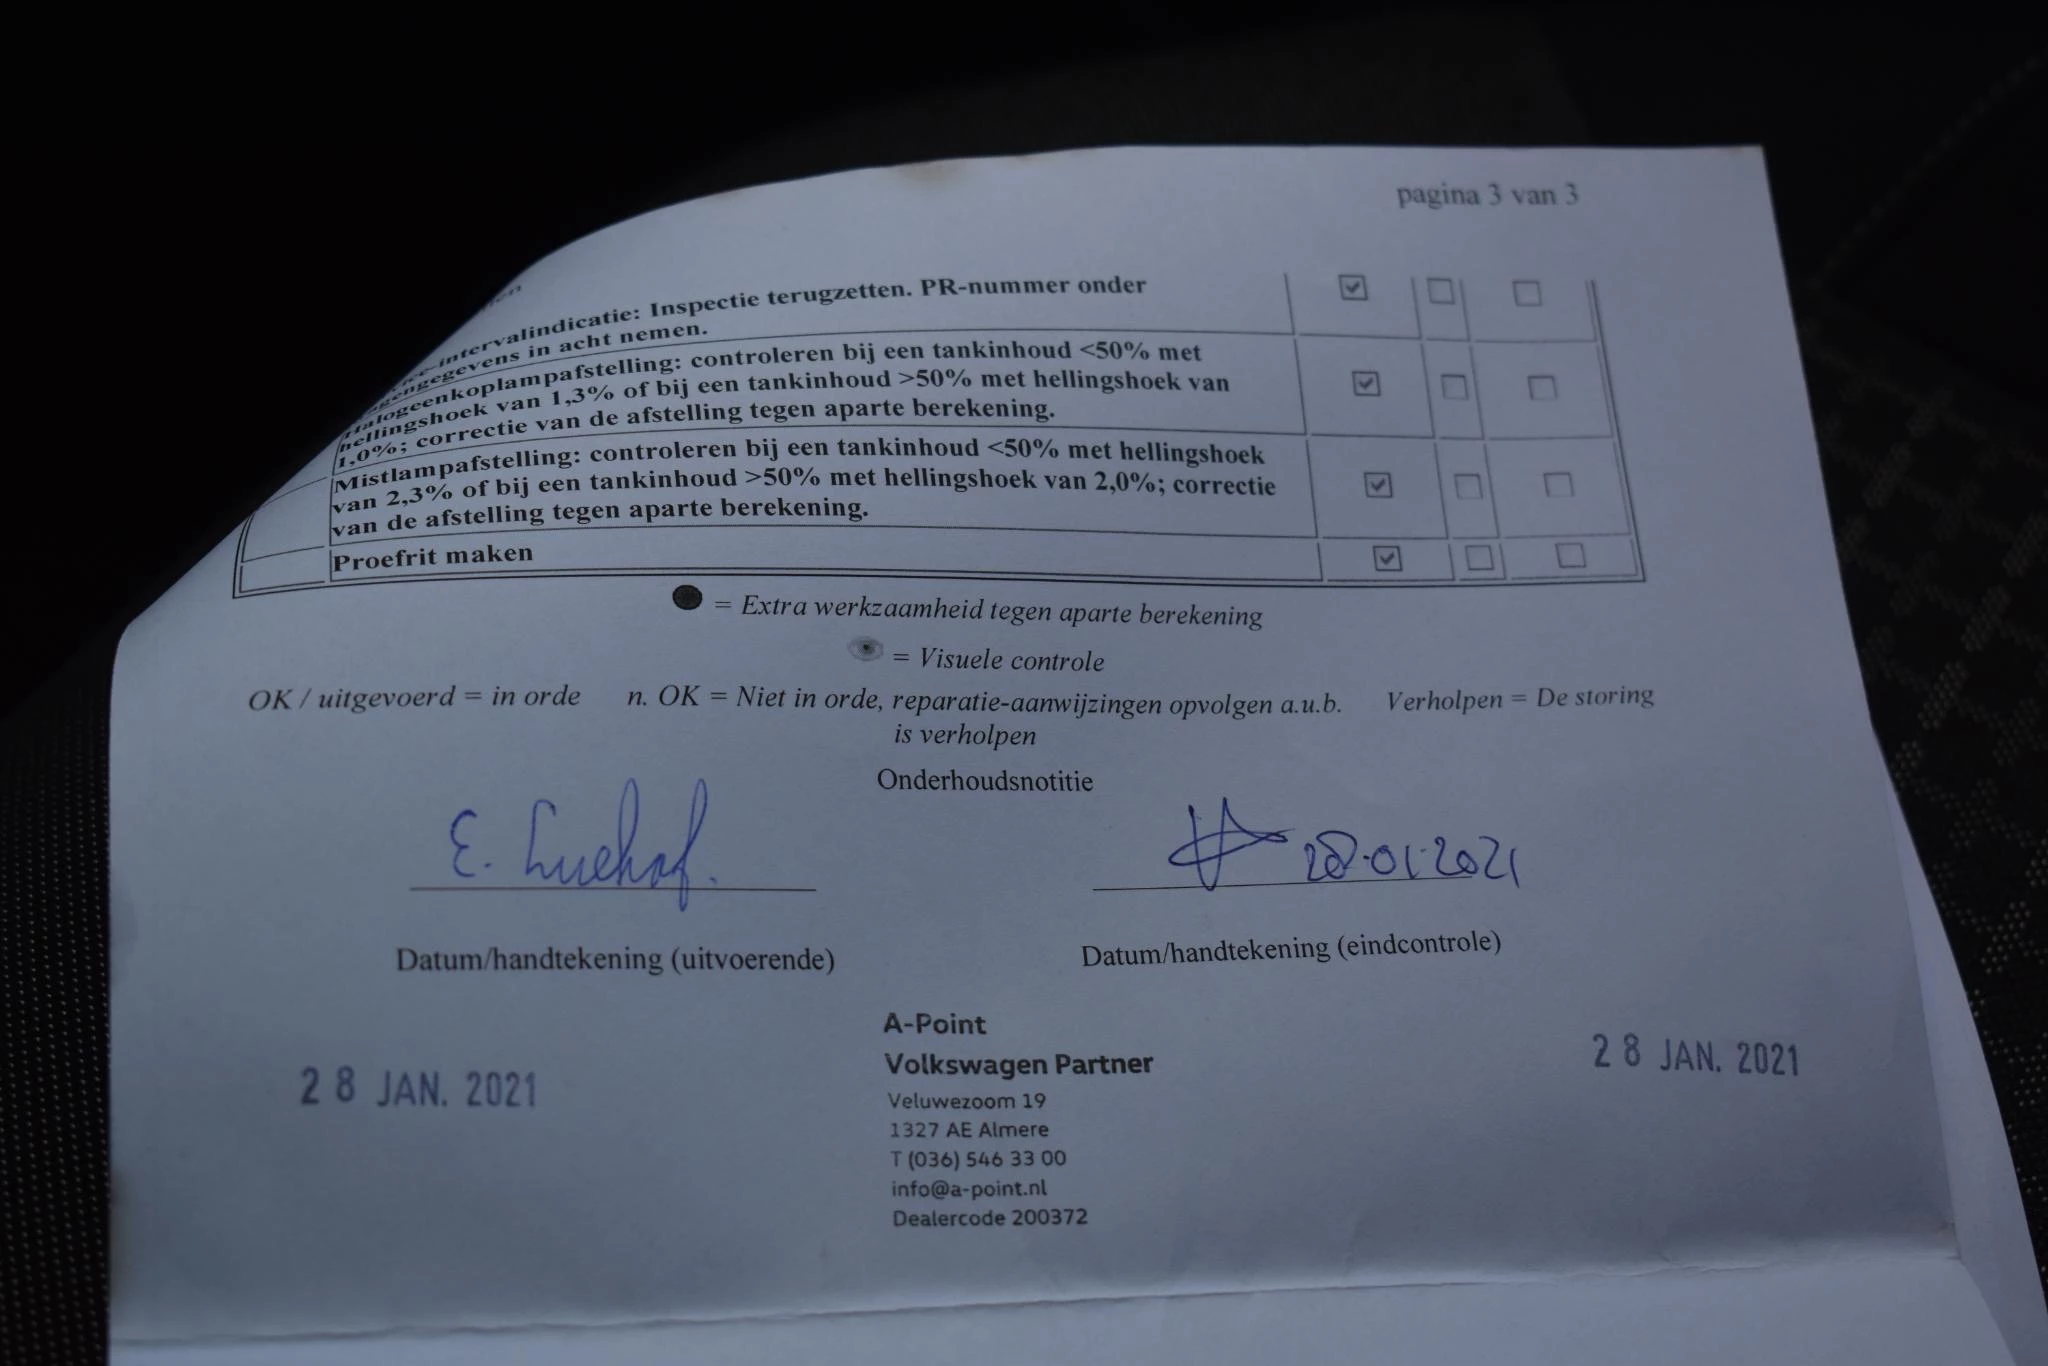 pagina 3 van 3
intervalindicatie: Inspectie terugzetten. PR-nummer onder
in acht nemen.
Halogeenkoplampafstelling: controleren bij een tankinhoud <50% met
hellingshoek van 1,3% of bij een tankinhoud >50% met hellingshoek van
1,0%; correctie van de afstelling tegen aparte berekening.
Mistlampafstelling: controleren bij een tankinhoud <50% met hellingshoek
van 2,3% of bij een tankinhoud >50% met hellingshoek van 2,0%; correctie
van de afstelling tegen aparte berekening.
Proefrit maken
= Extra werkzaamheid tegen aparte berekening
= Visuele controle
OK / uitgevoerd = in orde n. OK = Niet in orde, reparatie-aanwijzingen opvolgen a.u.b. Verholpen = De storing
is verholpen
Onderhoudsnotitie
E.
28-01-2021
Datum/handtekening (uitvoerende)
Datum/handtekening (eindcontrole)
28 JAN. 2021
A-Point
Volkswagen Partner
Veluwezoom 19
1327 AE Almere
T (036) 546 33 00
info@a-point.nl
Dealercode 200372
28 JAN. 2021